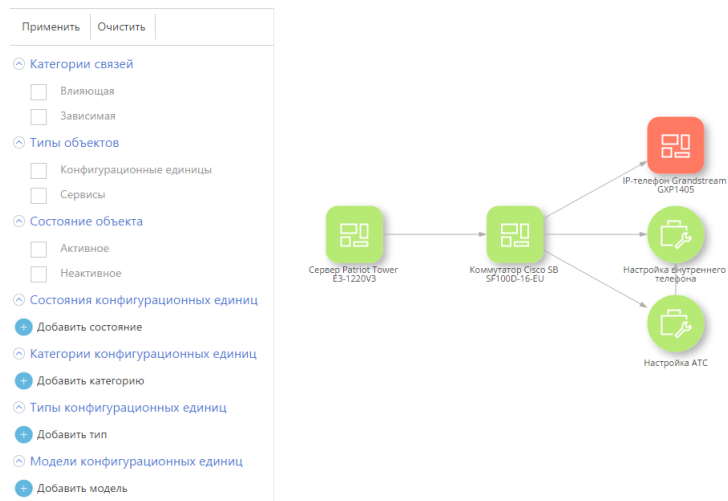 Применить
Очистить
Категории связей
Влияющая
Зависимая
Типы объектов
Конфигурационные единицы
Сервисы
Состояние объекта
Активное
Неактивное
Состояния конфигурационных единиц
Добавить состояние
Категории конфигурационных единиц
Добавить категорию
Типы конфигурационных единиц
Добавить тип
Модели конфигурационных единиц
Добавить модель
Сервер Patriot Tower
E3-1220V3
Коммутатор Cisco SB
SF100D-16-EU
IP-телефон Grandstream
GXP1405
Настройка внутреннего
телефона
Настройка АТС